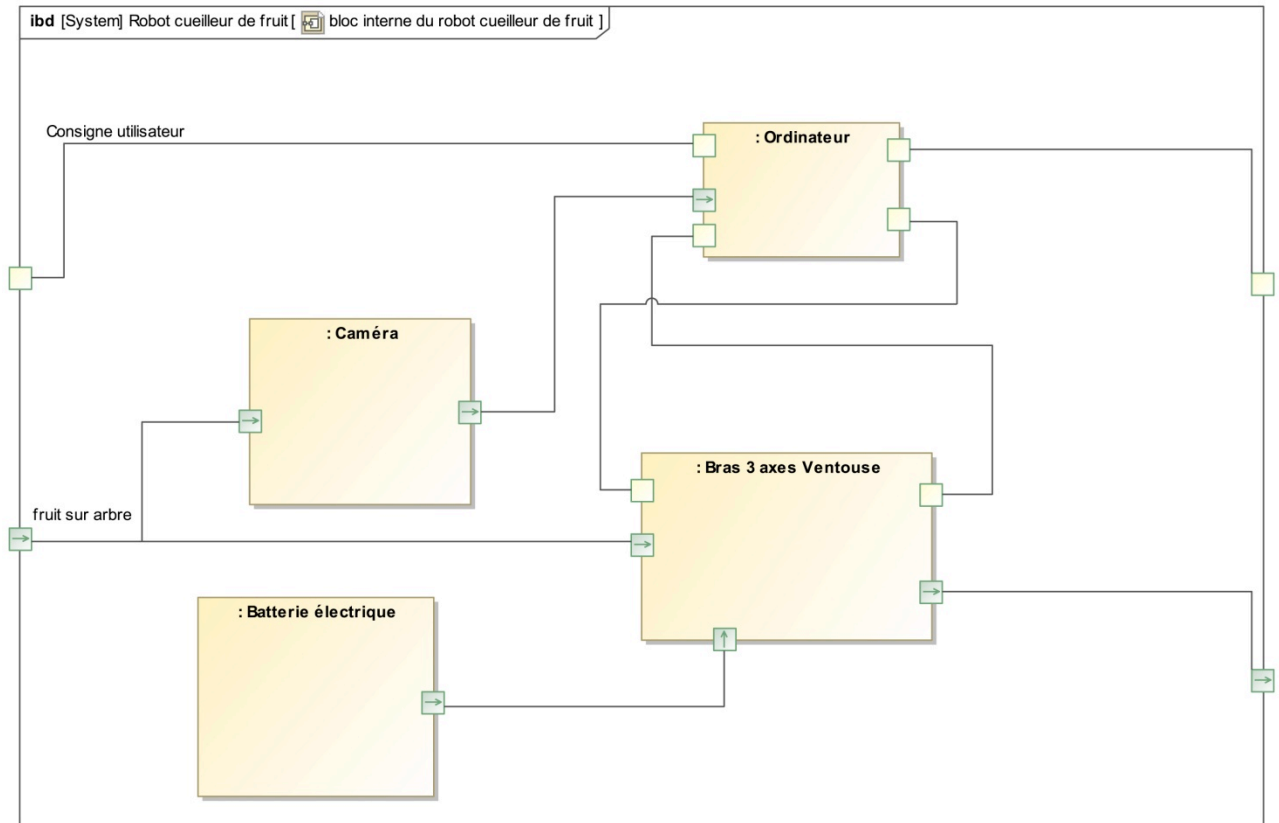 ibd [System] Robot cueilleur de fruit [ bloc interne du robot cueilleur de fruit ]
Consigne utilisateur
: Ordinateur
: Caméra
: Bras 3 axes Ventouse
fruit sur arbre
: Batterie électrique